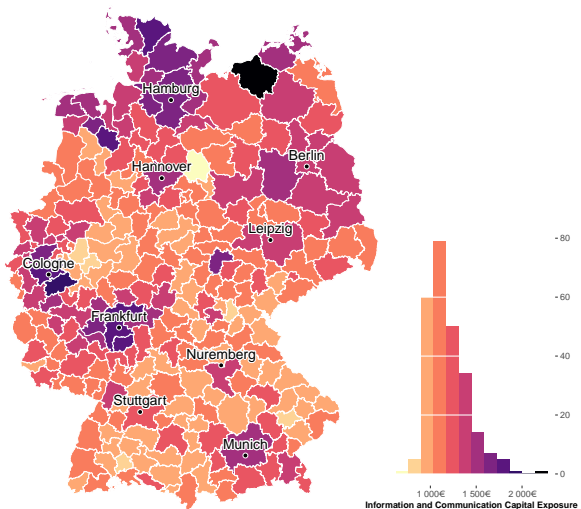 Hamburg
Berlin
Hannover
Leipzig
Cologne
Frankfurt
Nuremberg
Stuttgart
Munich
80
60
40
20
0
1 000€ 1 500€ 2 000€
Information and Communication Capital Exposure